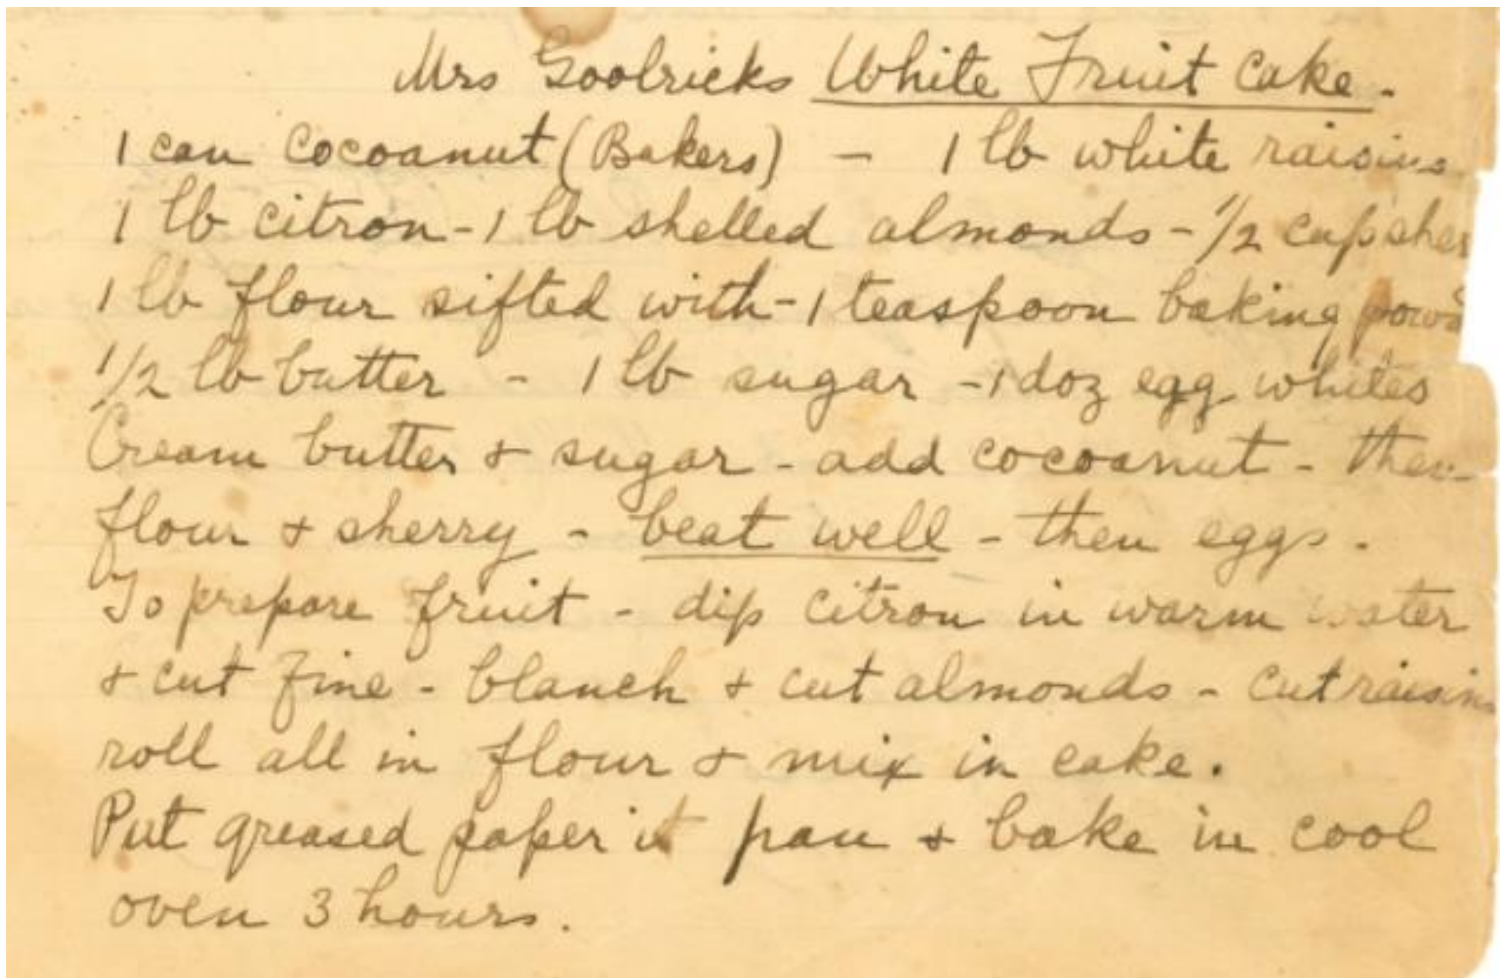 Mrs Goolricks White Fruit Cake.
1 can Cocoanut (Bakers) - 1 lb white raisins
1 lb citron - 1 lb shelled almonds - 1/2 cup sher
1 lb flour sifted with - 1 teaspoon baking powd
1/2 lb butter - 1 lb sugar - 1 doz egg whites
Cream butter & sugar - add cocoanut - then
flour & sherry - beat well - then eggs.
To prepare fruit - dip citron in warm water
& cut fine - blanch & cut almonds - cut raisins
roll all in flour & mix in cake.
Put greased paper in pan & bake in cool
oven 3 hours.